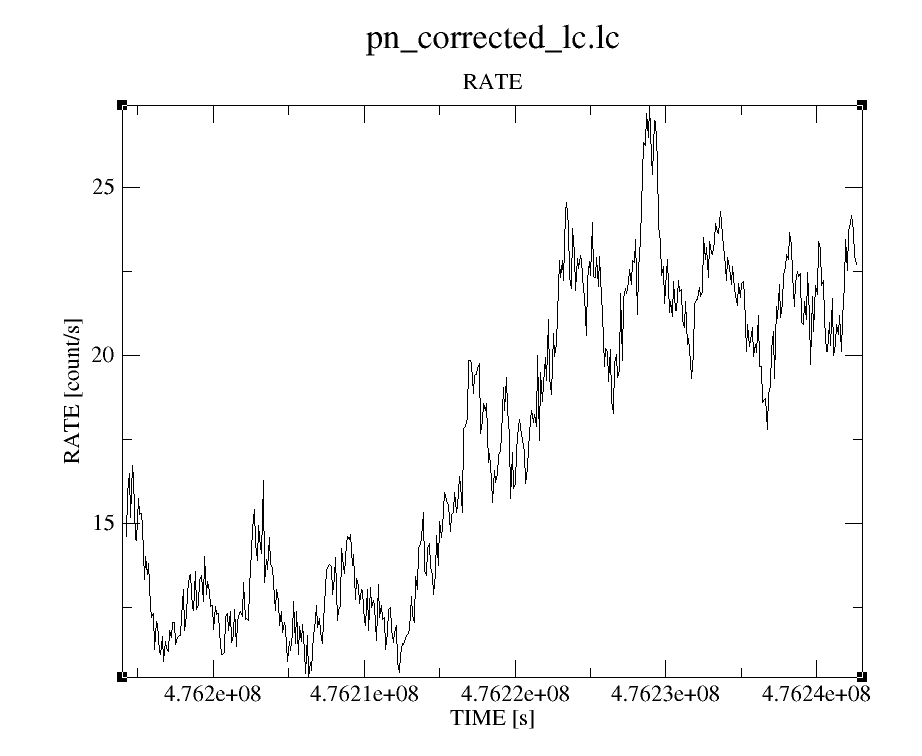 pn_corrected_lc.lc
RATE
25
20
15
RATE [count/s]
4.762e+08 4.7621e+08 4.7622e+08 4.7623e+08 4.7624e+08
TIME [s]